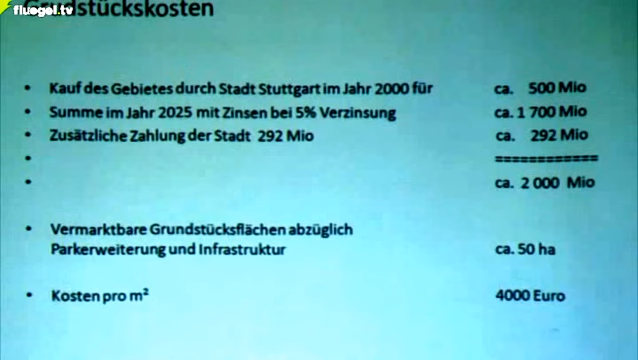 fluegel.tv
Grundstückskosten
• Kauf des Gebietes durch Stadt Stuttgart im Jahr 2000 für ca. 500 Mio
• Summe im Jahr 2025 mit Zinsen bei 5% Verzinsung ca. 1 700 Mio
• Zusätzliche Zahlung der Stadt 292 Mio ca. 292 Mio
• ============
• ca. 2 000 Mio
• Vermarktbare Grundstücksflächen abzüglich
Parkerweiterung und Infrastruktur ca. 50 ha
• Kosten pro m² 4000 Euro